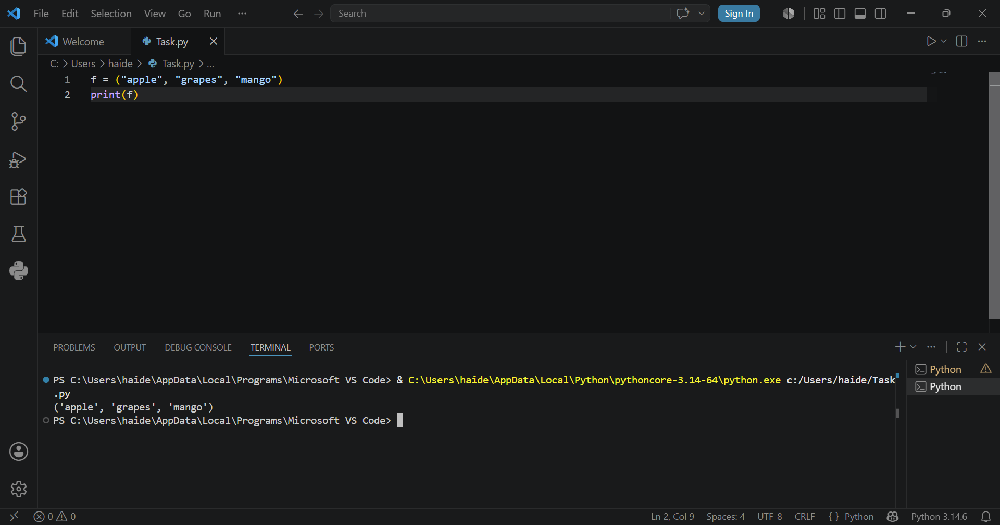 File Edit Selection View Go Run ··· Search Sign In
Welcome Task.py
C: > Users > haide > Task.py > ...
1 f = ("apple", "grapes", "mango")
2 print(f)
PROBLEMS OUTPUT DEBUG CONSOLE TERMINAL PORTS
PS C:\Users\haide\AppData\Local\Programs\Microsoft VS Code> & C:\Users\haide\AppData\Local\Python\pythoncore-3.14-64\python.exe c:/Users/haide/Task
.py
('apple', 'grapes', 'mango')
PS C:\Users\haide\AppData\Local\Programs\Microsoft VS Code>
Python
Python
0 0 Ln 2, Col 9 Spaces: 4 UTF-8 CRLF { } Python Python 3.14.6